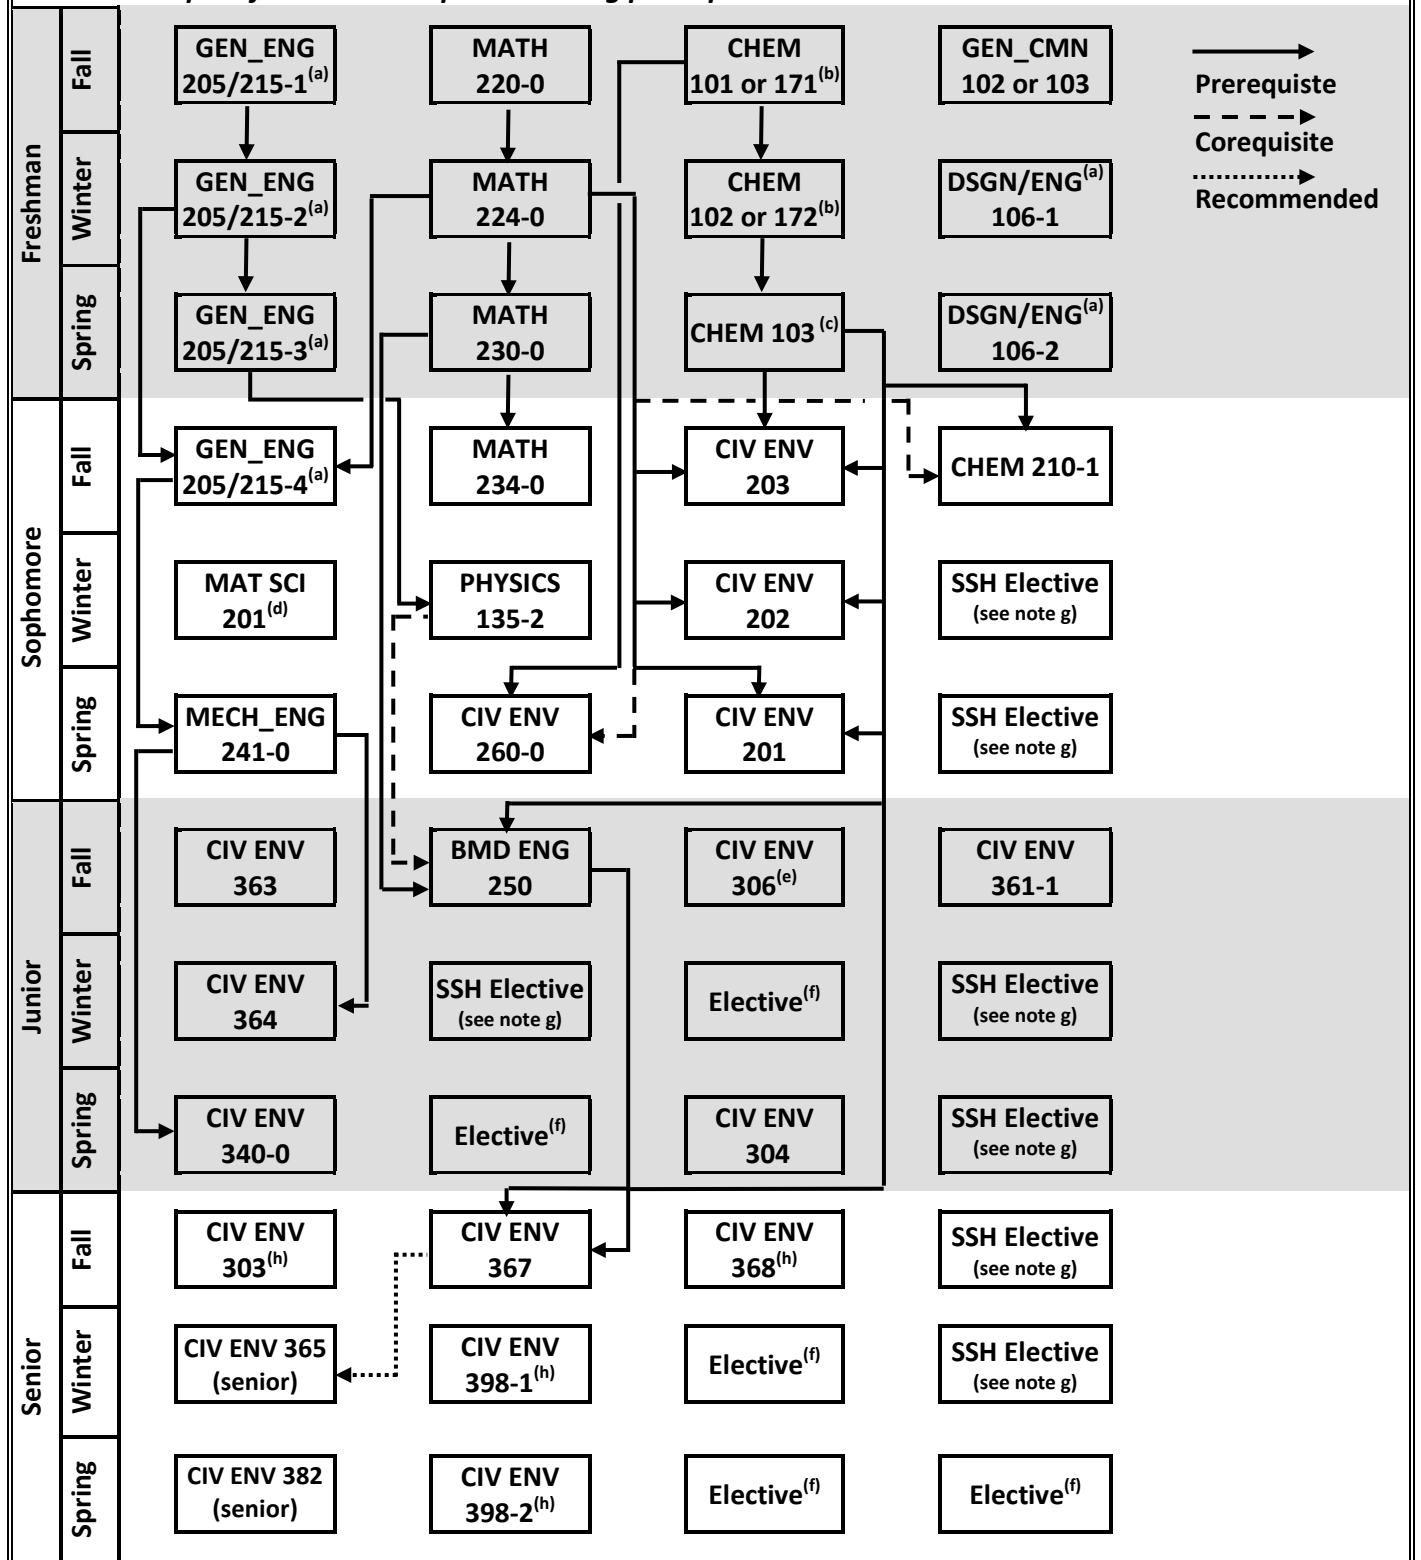 Fall
GEN_ENG
205/215-1(a)
MATH
220-0
CHEM
101 or 171(b)
GEN_CMN
102 or 103
Prerequiste
Corequisite
Recommended
Freshman
Winter
GEN_ENG
205/215-2(a)
MATH
224-0
CHEM
102 or 172(b)
DSGN/ENG(a)
106-1
Spring
GEN_ENG
205/215-3(a)
MATH
230-0
CHEM 103 (c)
DSGN/ENG(a)
106-2
Sophomore
Fall
GEN_ENG
205/215-4(a)
MATH
234-0
CIV ENV
203
CHEM 210-1
Winter
MAT SCI
201(d)
PHYSICS
135-2
CIV ENV
202
SSH Elective
(see note g)
Spring
MECH_ENG
241-0
CIV ENV
260-0
CIV ENV
201
SSH Elective
(see note g)
Junior
Fall
CIV ENV
363
BMD ENG
250
CIV ENV
306(e)
CIV ENV
361-1
Winter
CIV ENV
364
SSH Elective
(see note g)
Elective(f)
SSH Elective
(see note g)
Spring
CIV ENV
340-0
Elective(f)
CIV ENV
304
SSH Elective
(see note g)
Senior
Fall
CIV ENV
303(h)
CIV ENV
367
CIV ENV
368(h)
SSH Elective
(see note g)
Winter
CIV ENV 365
(senior)
CIV ENV
398-1(h)
Elective(f)
SSH Elective
(see note g)
Spring
CIV ENV 382
(senior)
CIV ENV
398-2(h)
Elective(f)
Elective(f)